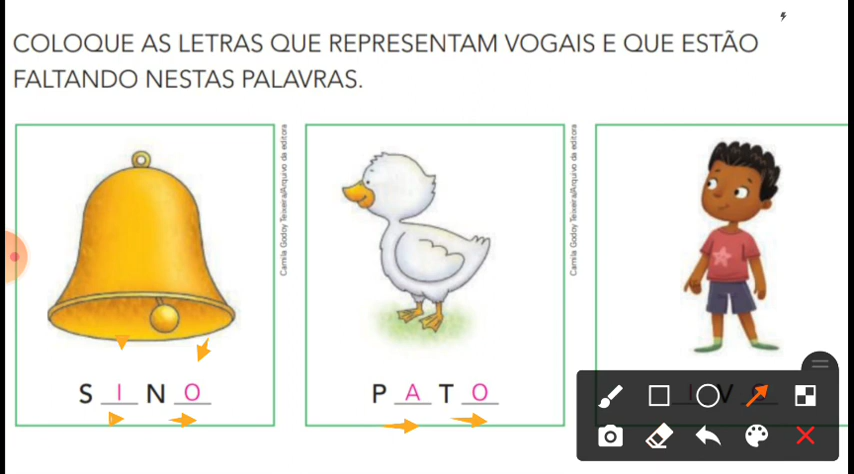 COLOQUE AS LETRAS QUE REPRESENTAM VOGAIS E QUE ESTÃO
FALTANDO NESTAS PALAVRAS.
Camila Godoy Teixeira/Arquivo da editora
Camila Godoy Teixeira/Arquivo da editora
S I N O
P A T O
I V